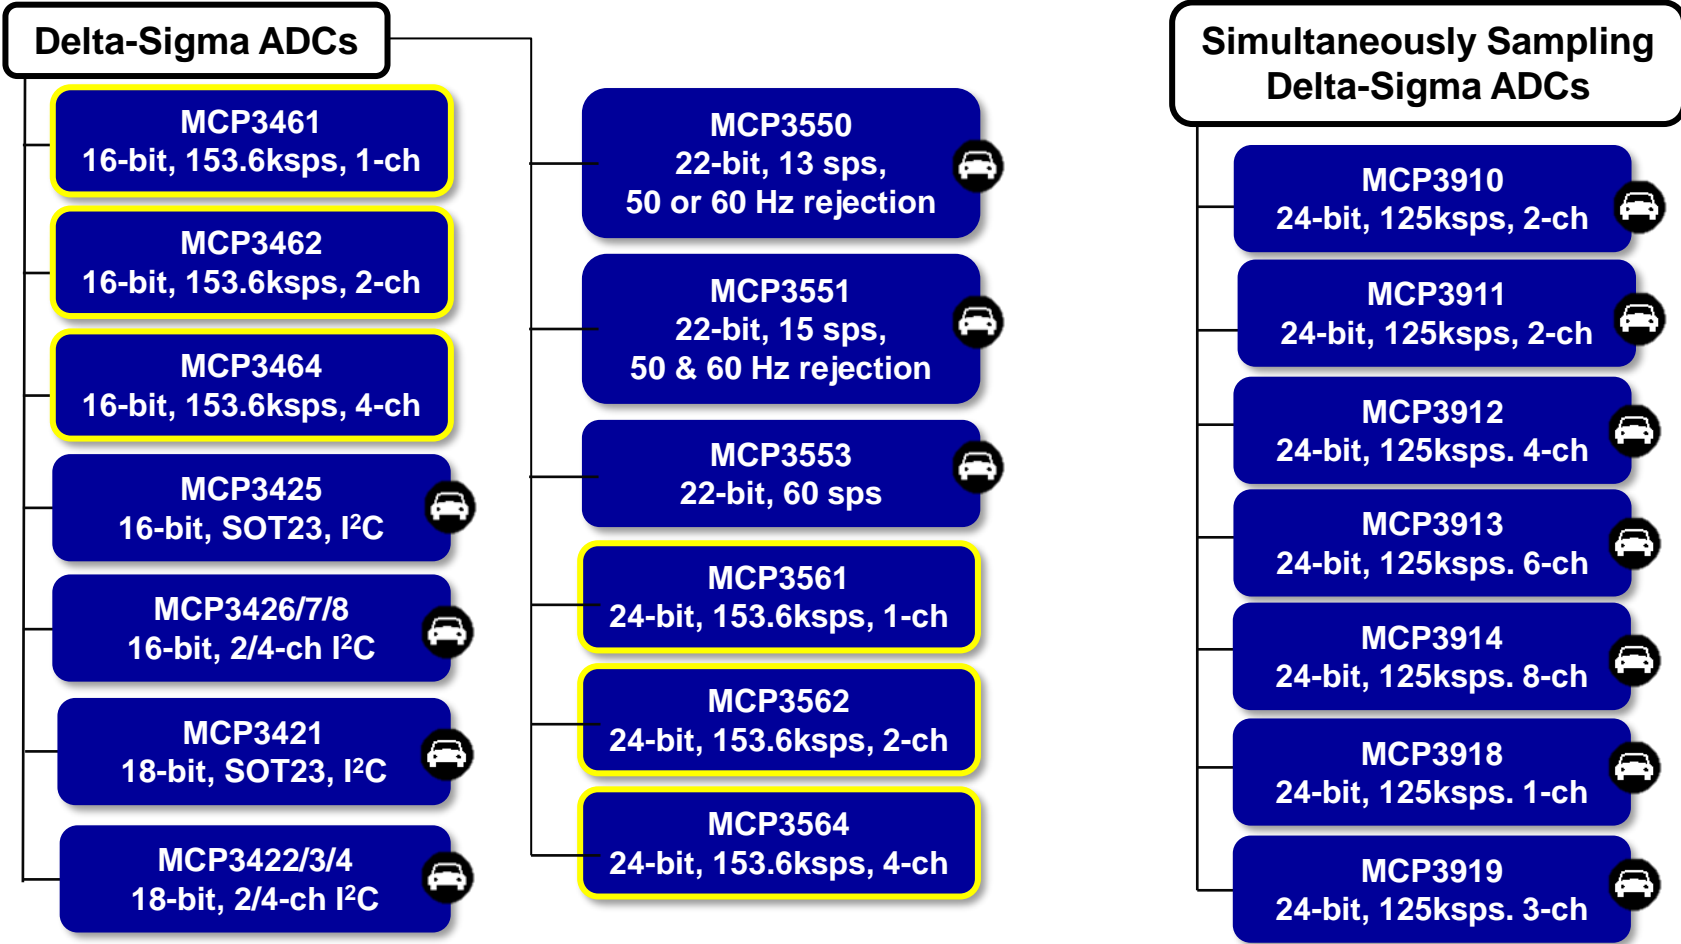 Delta-Sigma ADCs
MCP3461
16-bit, 153.6ksps, 1-ch
MCP3462
16-bit, 153.6ksps, 2-ch
MCP3464
16-bit, 153.6ksps, 4-ch
MCP3425
16-bit, SOT23, I²C
MCP3426/7/8
16-bit, 2/4-ch I²C
MCP3421
18-bit, SOT23, I²C
MCP3422/3/4
18-bit, 2/4-ch I²C
MCP3550
22-bit, 13 sps,
50 or 60 Hz rejection
MCP3551
22-bit, 15 sps,
50 & 60 Hz rejection
MCP3553
22-bit, 60 sps
MCP3561
24-bit, 153.6ksps, 1-ch
MCP3562
24-bit, 153.6ksps, 2-ch
MCP3564
24-bit, 153.6ksps, 4-ch
Simultaneously Sampling
Delta-Sigma ADCs
MCP3910
24-bit, 125ksps, 2-ch
MCP3911
24-bit, 125ksps, 2-ch
MCP3912
24-bit, 125ksps. 4-ch
MCP3913
24-bit, 125ksps. 6-ch
MCP3914
24-bit, 125ksps. 8-ch
MCP3918
24-bit, 125ksps. 1-ch
MCP3919
24-bit, 125ksps. 3-ch